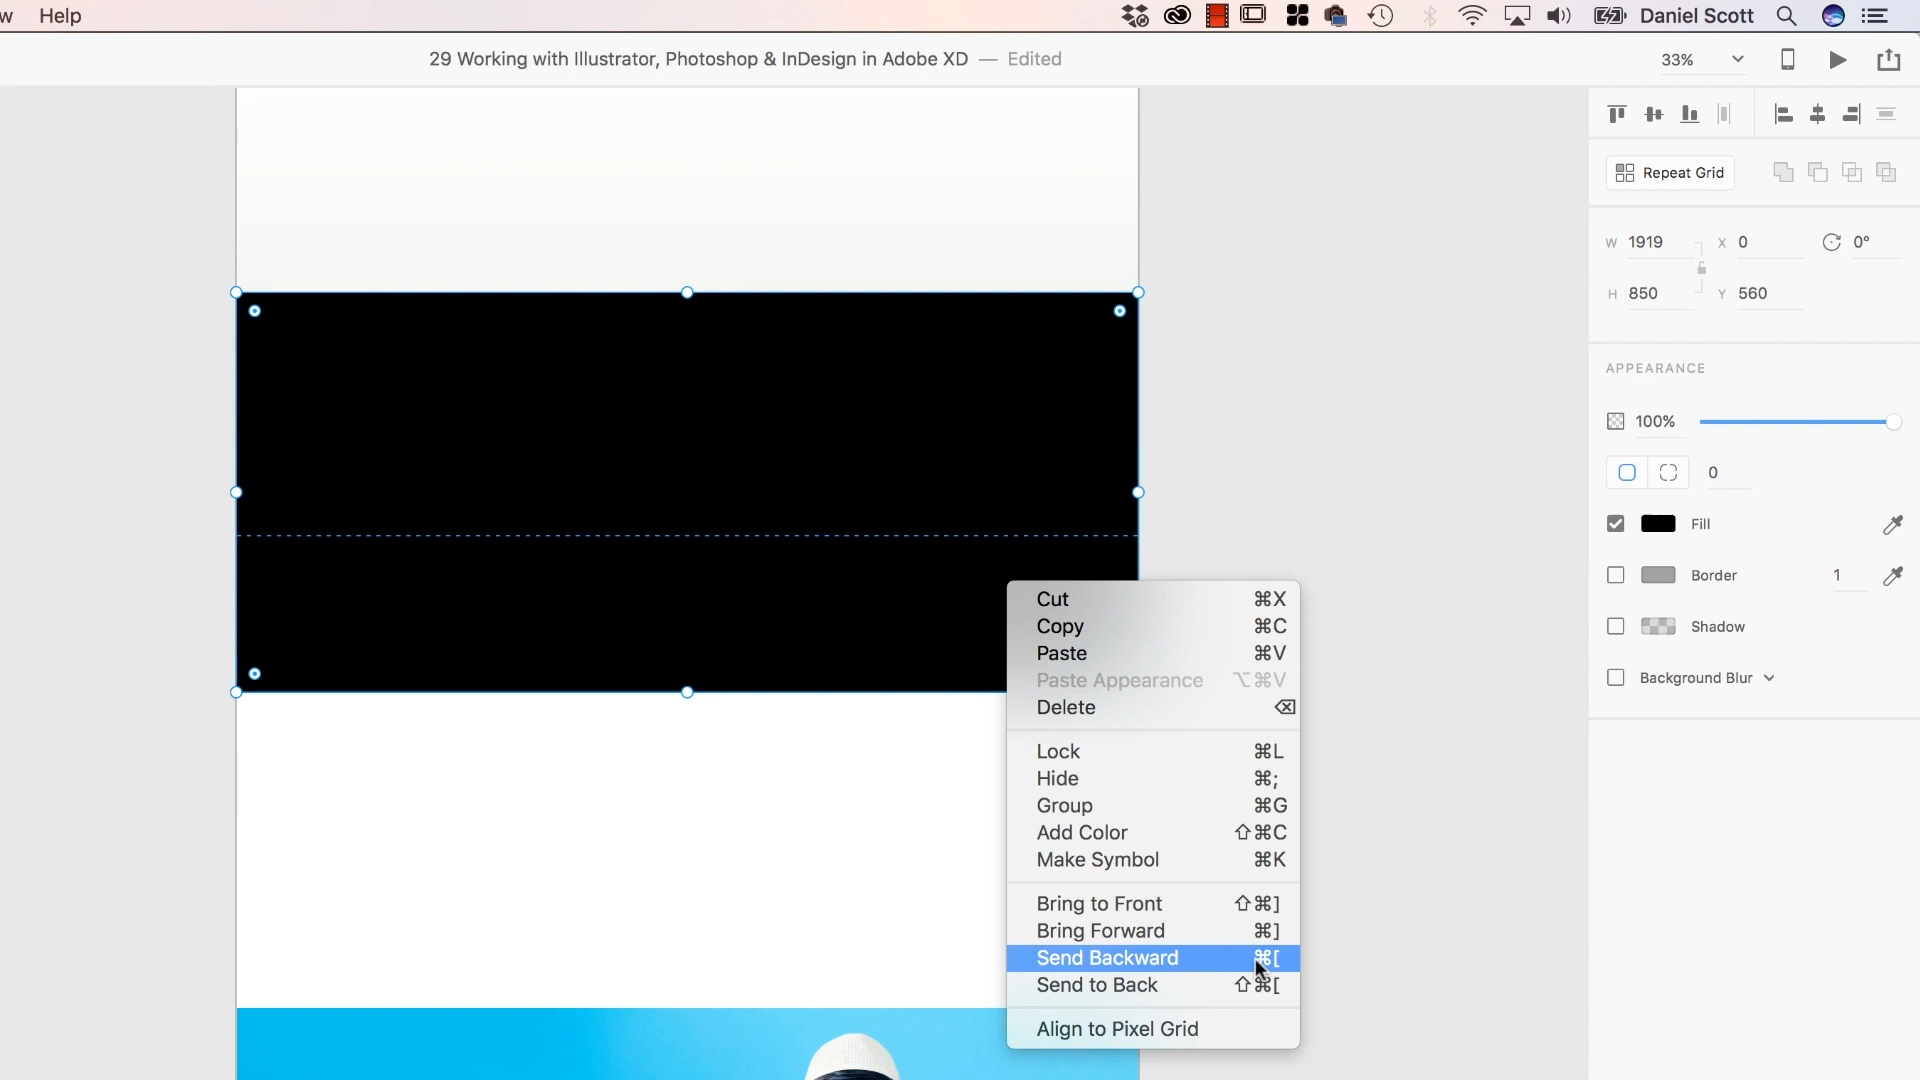 w Help Daniel Scott
29 Working with Illustrator, Photoshop & InDesign in Adobe XD — Edited 33%
Repeat Grid
W 1919 X 0 0°
H 850 Y 560
APPEARANCE
100%
0
Fill
Border 1
Shadow
Background Blur
Cut ⌘X
Copy ⌘C
Paste ⌘V
Paste Appearance ⌥⌘V
Delete ⌫
Lock ⌘L
Hide ⌘;
Group ⌘G
Add Color ⇧⌘C
Make Symbol ⌘K
Bring to Front ⇧⌘]
Bring Forward ⌘]
Send Backward ⌘[
Send to Back ⇧⌘[
Align to Pixel Grid